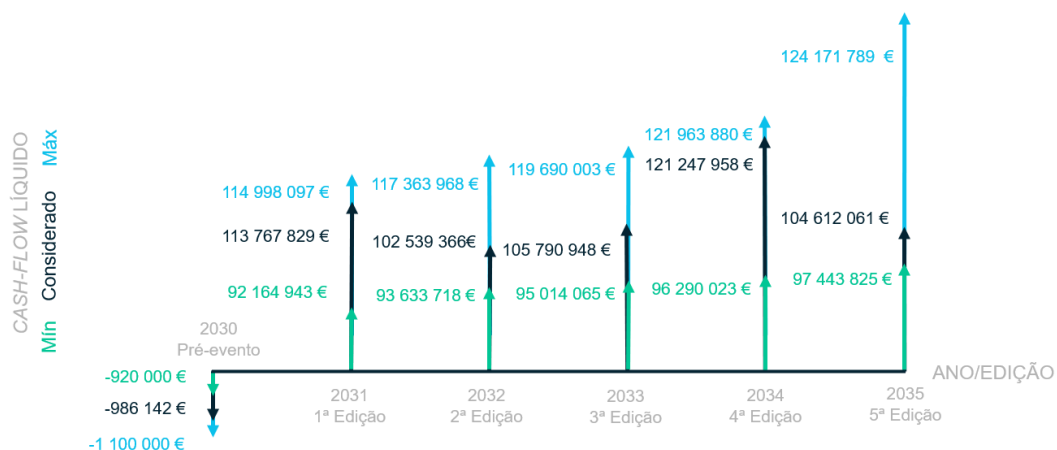 CASH-FLOW LÍQUIDO
Mín Considerado Máx
2030
Pré-evento
-920 000 €
-986 142 €
-1 100 000 €
114 998 097 €
113 767 829 €
92 164 943 €
2031
1ª Edição
117 363 968 €
102 539 366€
93 633 718 €
2032
2ª Edição
119 690 003 €
105 790 948 €
95 014 065 €
2033
3ª Edição
121 963 880 €
121 247 958 €
96 290 023 €
2034
4ª Edição
124 171 789 €
104 612 061 €
97 443 825 €
2035
5ª Edição
ANO/EDIÇÃO